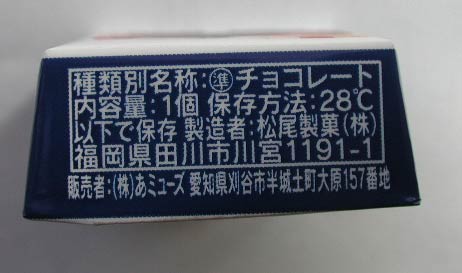 種類別名称:㊟準チョコレート
内容量:1個 保存方法:28℃
以下で保存 製造者:松尾製菓(株)
福岡県田川市川宮1191-1
販売者:(株)あミューズ 愛知県刈谷市半城土町大原157番地